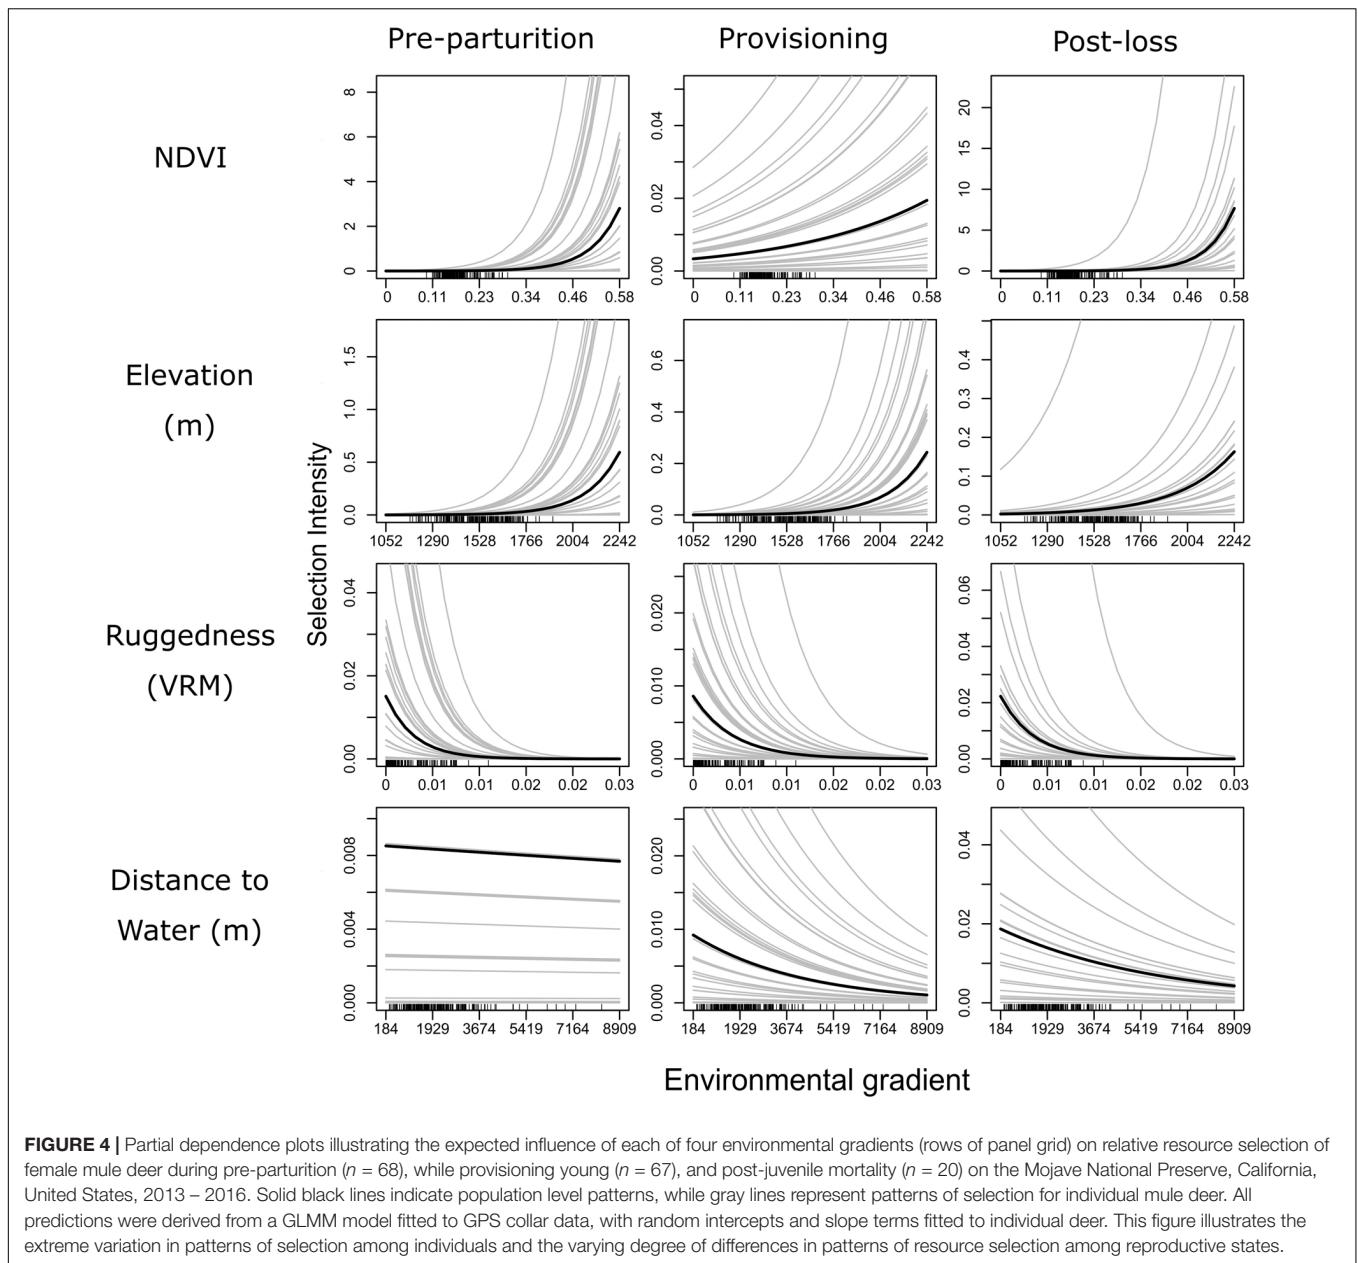 Pre-parturition Provisioning Post-loss
NDVI
0 2 4 6 8
0 0.11 0.23 0.34 0.46 0.58
0.00 0.02 0.04
0 0.11 0.23 0.34 0.46 0.58
0 5 10 15 20
0 0.11 0.23 0.34 0.46 0.58
Elevation
(m)
Selection Intensity
0.0 0.5 1.0 1.5
1052 1290 1528 1766 2004 2242
0.0 0.2 0.4 0.6
1052 1290 1528 1766 2004 2242
0.0 0.1 0.2 0.3 0.4
1052 1290 1528 1766 2004 2242
Ruggedness
(VRM)
0.00 0.02 0.04
0 0.01 0.01 0.02 0.02 0.03
0.000 0.010 0.020
0 0.01 0.01 0.02 0.02 0.03
0.00 0.02 0.04 0.06
0 0.01 0.01 0.02 0.02 0.03
Distance to
Water (m)
0.000 0.004 0.008
184 1929 3674 5419 7164 8909
0.000 0.010 0.020
184 1929 3674 5419 7164 8909
0.00 0.02 0.04
184 1929 3674 5419 7164 8909
Environmental gradient
FIGURE 4 | Partial dependence plots illustrating the expected influence of each of four environmental gradients (rows of panel grid) on relative resource selection of
female mule deer during pre-parturition (n = 68), while provisioning young (n = 67), and post-juvenile mortality (n = 20) on the Mojave National Preserve, California,
United States, 2013 – 2016. Solid black lines indicate population level patterns, while gray lines represent patterns of selection for individual mule deer. All
predictions were derived from a GLMM model fitted to GPS collar data, with random intercepts and slope terms fitted to individual deer. This figure illustrates the
extreme variation in patterns of selection among individuals and the varying degree of differences in patterns of resource selection among reproductive states.